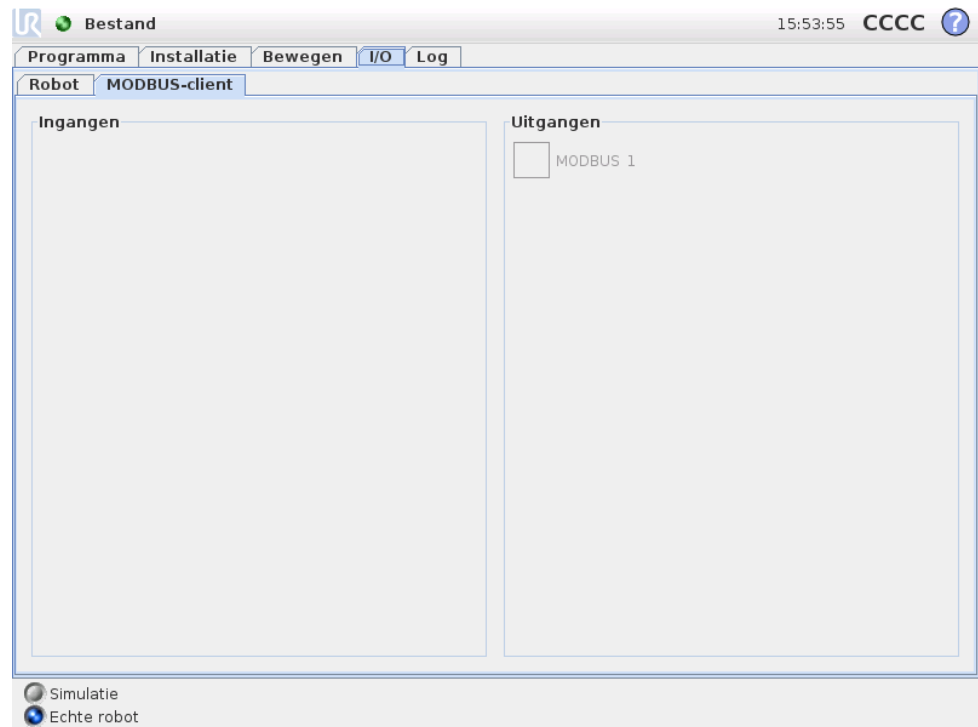 UR Bestand 15:53:55 CCCC ?
Programma Installatie Bewegen I/O Log
Robot MODBUS-client
Ingangen
Uitgangen
MODBUS 1
Simulatie
Echte robot